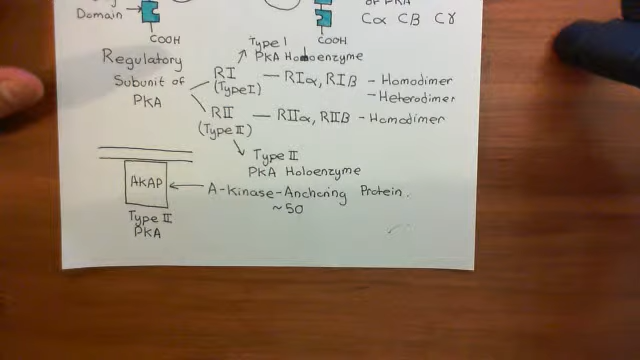 of PKA
Domain
Cα Cβ Cγ
COOH
COOH
Regulatory
Subunit of
PKA
Type I
PKA Holoenzyme
RI
(Type I)
RIα, RIβ - Homodimer
- Heterodimer
RII
(Type II)
RIIα, RIIβ - Homodimer
Type II
PKA Holoenzyme
AKAP
A-Kinase-Anchoring Protein.
~50
Type II
PKA